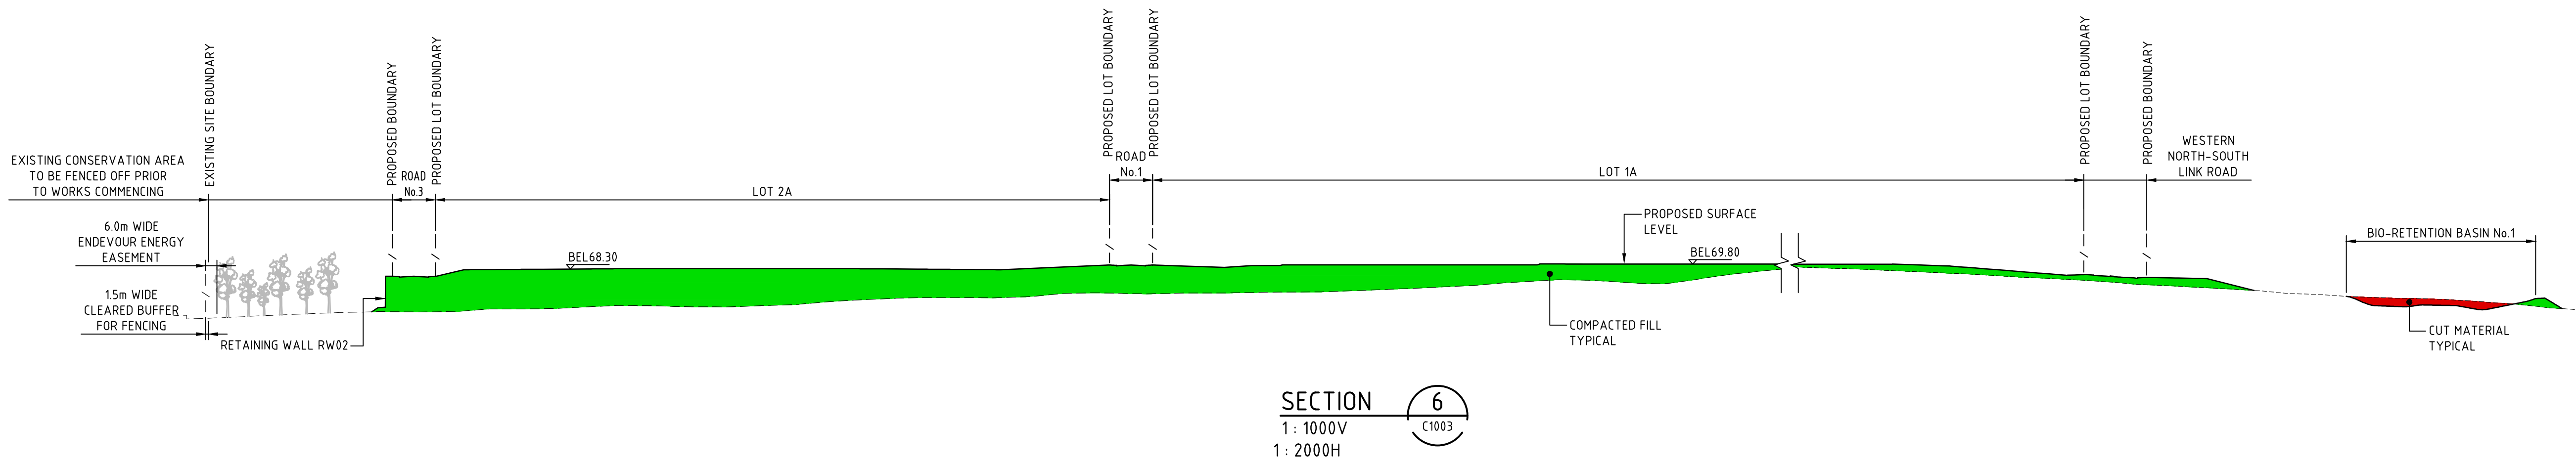 EXISTING CONSERVATION AREA
TO BE FENCED OFF PRIOR
TO WORKS COMMENCING
EXISTING SITE BOUNDARY
6.0m WIDE
ENDEVOUR ENERGY
EASEMENT
1.5m WIDE
CLEARED BUFFER
FOR FENCING
RETAINING WALL RW02
PROPOSED BOUNDARY
ROAD
No.3
PROPOSED LOT BOUNDARY
LOT 2A
BEL68.30
PROPOSED LOT BOUNDARY
ROAD
No.1
PROPOSED LOT BOUNDARY
LOT 1A
PROPOSED SURFACE
LEVEL
BEL69.80
COMPACTED FILL
TYPICAL
PROPOSED LOT BOUNDARY
PROPOSED BOUNDARY
WESTERN
NORTH-SOUTH
LINK ROAD
BIO-RETENTION BASIN No.1
CUT MATERIAL
TYPICAL
SECTION
6
C1003
1 : 1000V
1 : 2000H